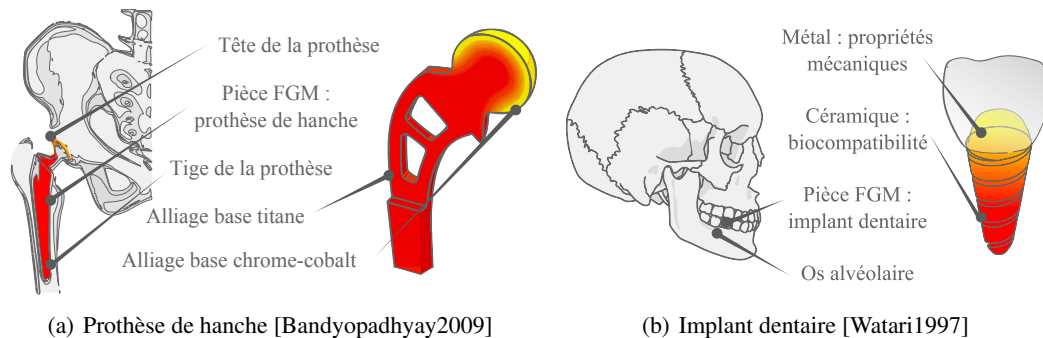 Tête de la prothèse
Pièce FGM :
prothèse de hanche
Tige de la prothèse
Alliage base titane
Alliage base chrome-cobalt
(a) Prothèse de hanche [Bandyopadhyay2009]
Métal : propriétés
mécaniques
Céramique :
biocompatibilité
Pièce FGM :
implant dentaire
Os alvéolaire
(b) Implant dentaire [Watari1997]